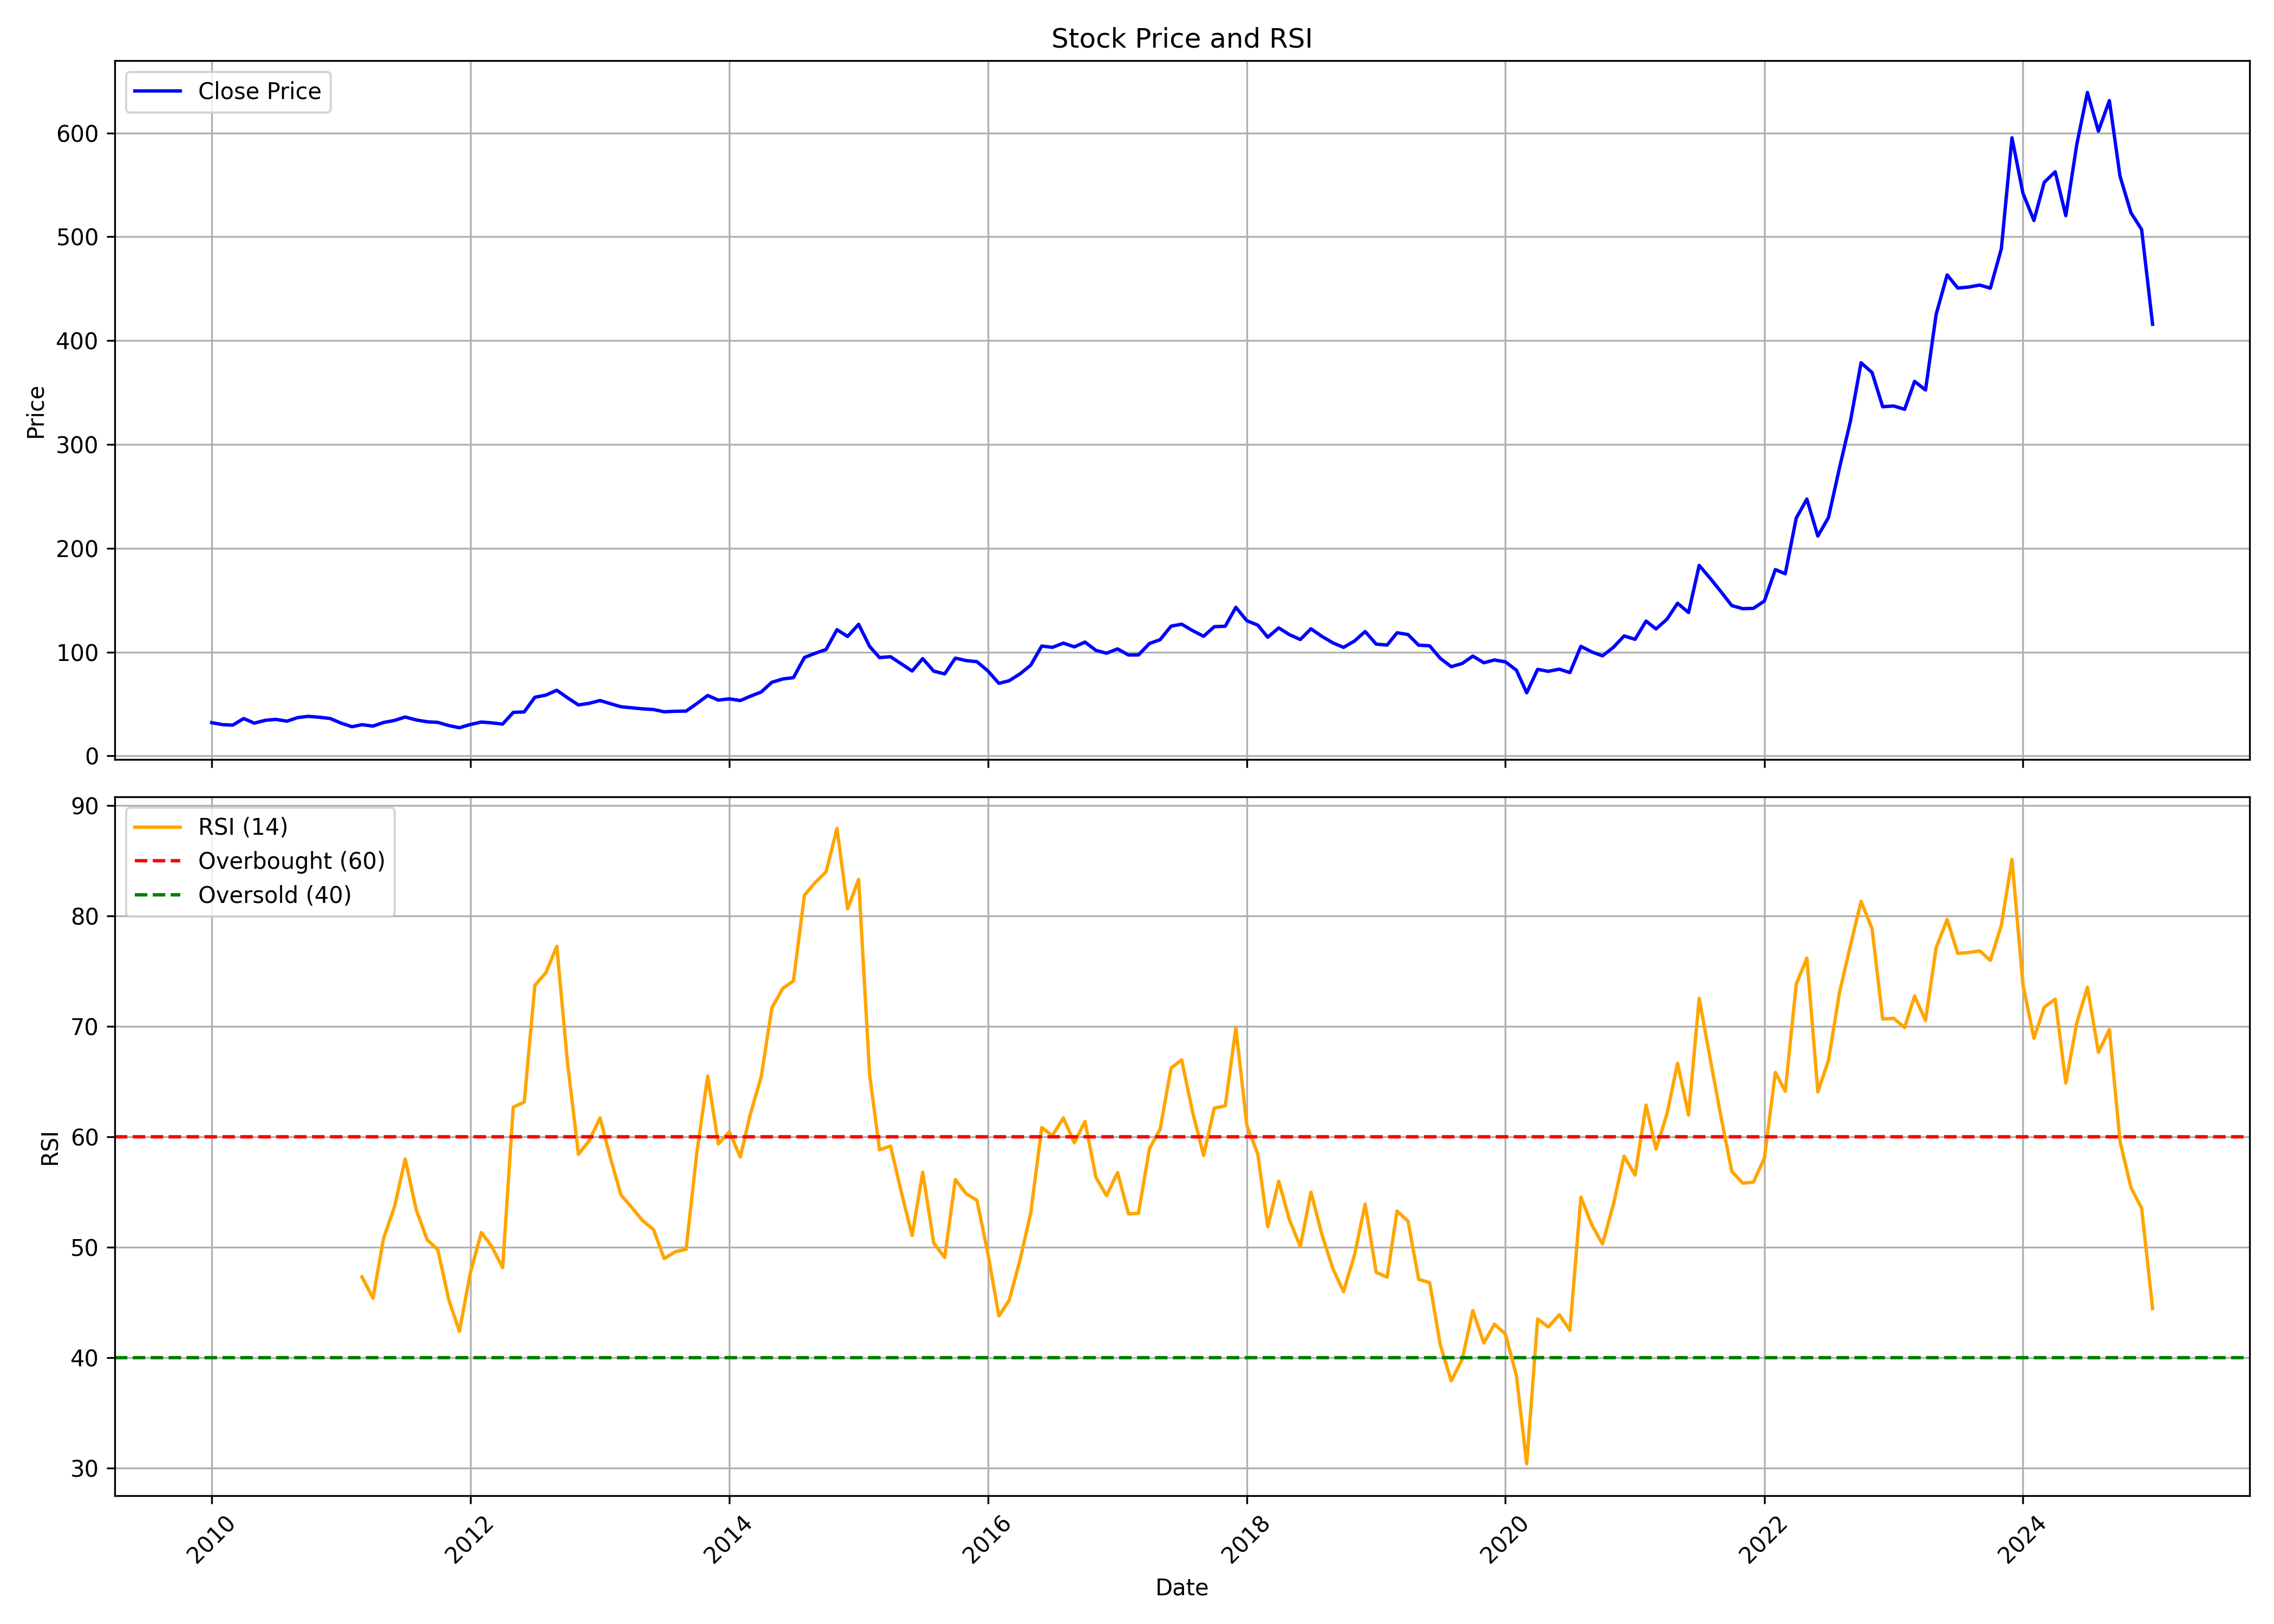 Stock Price and RSI
Close Price
600
500
400
300
200
100
0
Price
RSI (14)
Overbought (60)
Oversold (40)
90
80
70
60
50
40
30
RSI
2010
2012
2014
2016
2018
2020
2022
2024
Date